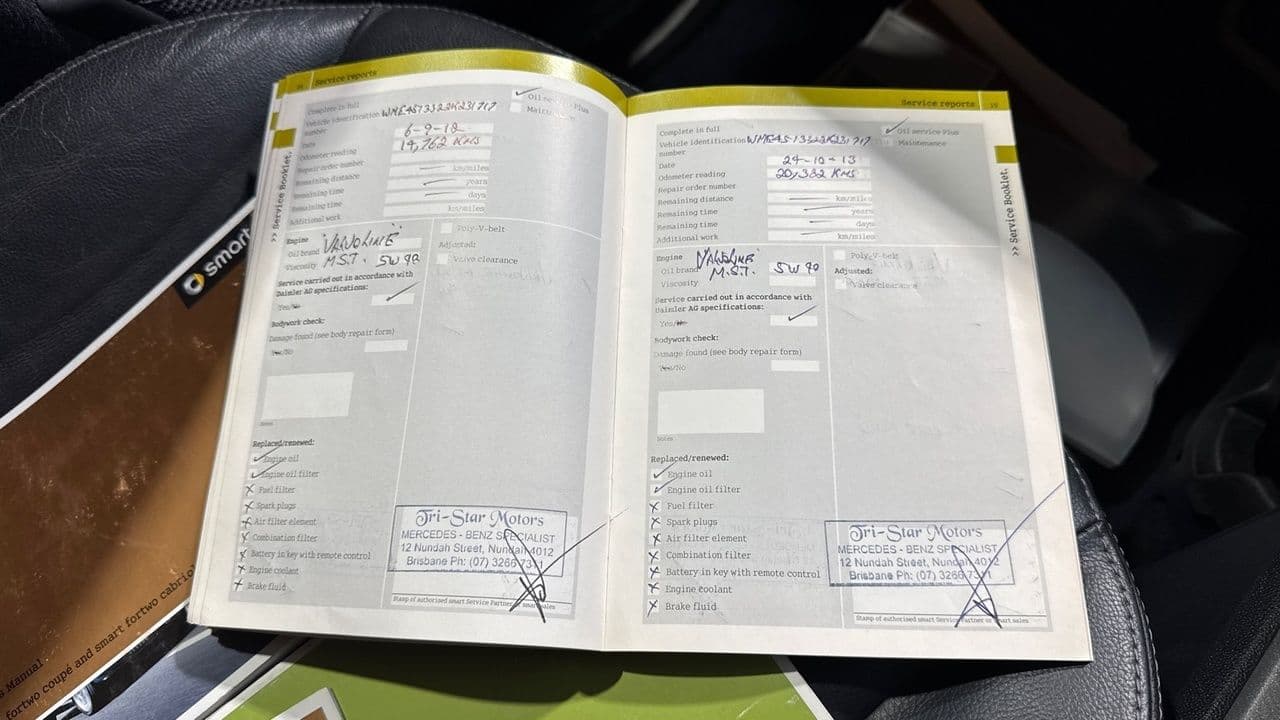 Service reports
Complete in full
Vehicle identification WME4513322K231717
number
Date 6-9-12
Odometer reading 19,762 KMS
Repair order number
Remaining distance km/miles
Remaining time years
Remaining time days
Additional work km/miles
Oil service Plus
Maintenance
>> Service Booklet.
Engine
Oil brand "VALVOLINE"
Viscosity M.S.T. 5W40
Service carried out in accordance with
Daimler AG specifications:
Yes/No
Bodywork check:
Damage found (see body repair form)
Yes/No
Notes
Poly-V-belt
Adjusted:
Valve clearance
Replaced/renewed:
Engine oil
Engine oil filter
Fuel filter
Spark plugs
Air filter element
Combination filter
Battery in key with remote control
Engine coolant
Brake fluid
Tri-Star Motors
MERCEDES - BENZ SPECIALIST
12 Nundah Street, Nundah 4012
Brisbane Ph: (07) 3266 7311
Stamp of authorised smart Service Partner or smart sales
Service reports 19
Complete in full
Vehicle identification WME4513322K231717
number
Date 24-10-13
Odometer reading 20,332 KMS
Repair order number
Remaining distance km/miles
Remaining time years
Remaining time days
Additional work km/miles
Oil service Plus
Maintenance
>> Service Booklet.
Engine
Oil brand "VALVOLINE"
Viscosity M.S.T. 5W40
Service carried out in accordance with
Daimler AG specifications:
Yes/No
Bodywork check:
Damage found (see body repair form)
Yes/No
Notes
Poly-V-belt
Adjusted:
Valve clearance
Replaced/renewed:
Engine oil
Engine oil filter
Fuel filter
Spark plugs
Air filter element
Combination filter
Battery in key with remote control
Engine coolant
Brake fluid
Tri-Star Motors
MERCEDES - BENZ SPECIALIST
12 Nundah Street, Nundah 4012
Brisbane Ph: (07) 3266 7311
Stamp of authorised smart Service Partner or smart sales
smart
Manual
fortwo coupé and smart fortwo cabrio